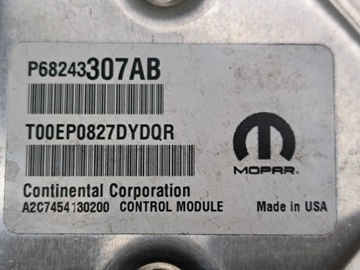 P68243307AB
T00EP0827DYDQR
MOPAR
Continental Corporation
A2C7454130200 CONTROL MODULE Made in USA